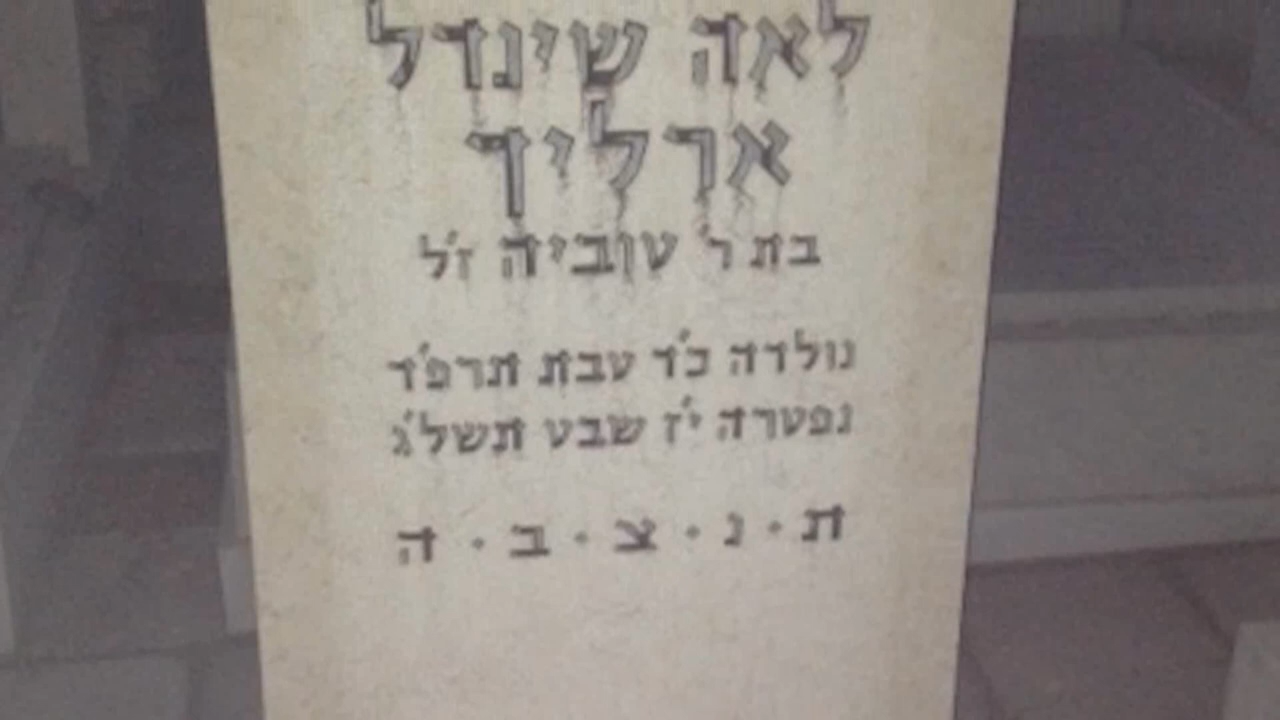 לאה שינדל
ארליך
בת ר' טוביה ז'ל
נולדה כ'ד טבת תרפ'ד
נפטרה י'ז שבט תשל'ג
ת · נ · צ · ב · ה